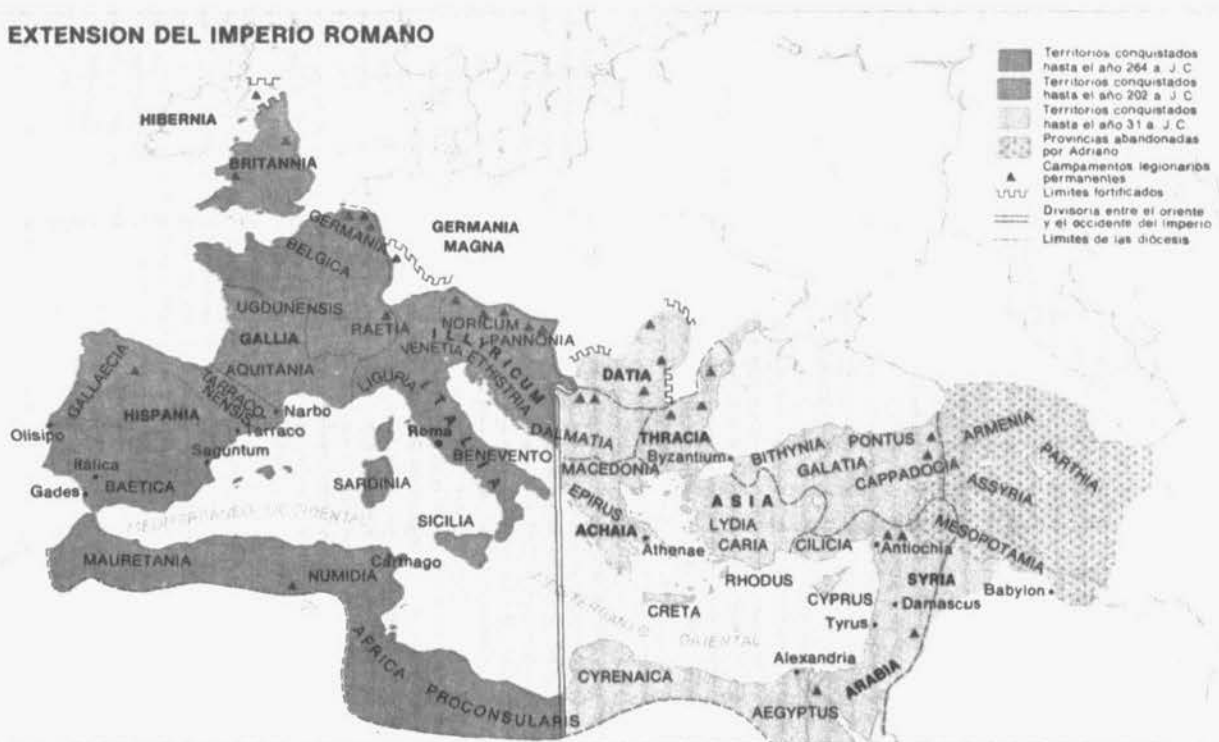 EXTENSION DEL IMPERIO ROMANO
Territorios conquistados
hasta el año 264 a. J. C
Territorios conquistados
hasta el año 202 a. J. C
Territorios conquistados
hasta el año 31 a. J. C.
Provincias abandonadas
por Adriano
Campamentos legionarios
permanentes
Limites fortificados
Divisoria entre el oriente
y el occidente del Imperio
Limites de las diócesis
HIBERNIA
BRITANNIA
GERMANIA
GERMANIA
MAGNA
BELGICA
UGDUNENSIS
RAETIA
NORICUM
PANNONIA
ILLIRICUM
VENETIA ET HISTRIA
GALLIA
AQUITANIA
LIGURIA
ITALIA
GALLAECIA
TARRACO
NENSIS
HISPANIA
Narbo
Tarraco
Olisipo
Saguntum
Italica
BAETICA
Gades
Roma
BENEVENTO
SARDINIA
SICILIA
MEDITERRANEO OCCIDENTAL
MAURETANIA
NUMIDIA
Carthago
AFRICA PROCONSULARIS
DATIA
DALMATIA
THRACIA
MACEDONIA
Byzantium
BITHYNIA
PONTUS
GALATIA
CAPPADOCIA
ARMENIA
PARTHIA
ASSYRIA
MESOPOTAMIA
EPIRUS
ACHAIA
Athenae
ASIA
LYDIA
CARIA
CILICIA
Antiochia
RHODUS
CRETA
CYPRUS
SYRIA
Damascus
Babylon
Tyrus
ORIENTAL
Alexandria
ARABIA
CYRENAICA
AEGYPTUS